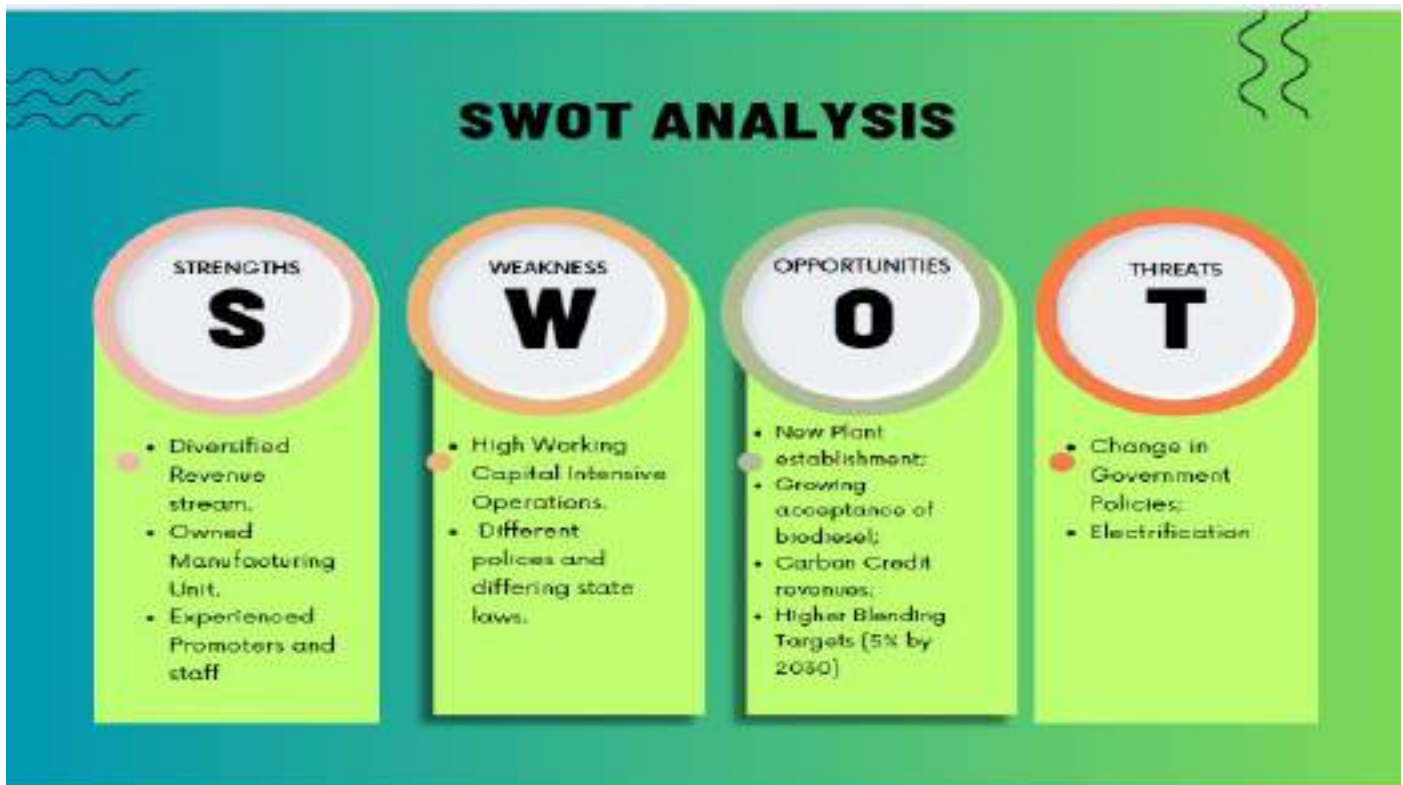 SWOT ANALYSIS
STRENGTHS
S
• Diversified
Revenue
stream.
• Owned
Manufacturing
Unit.
• Experienced
Promoters and
staff
WEAKNESS
W
• High Working
Capital Intensive
Operations.
• Different
polices and
differing state
laws.
OPPORTUNITIES
O
• New Plant
establishment;
• Growing
acceptance of
biodiesel;
• Carbon Credit
revenues;
• Higher Blending
Targets (5% by
2030)
THREATS
T
• Change in
Government
Policies;
• Electrification